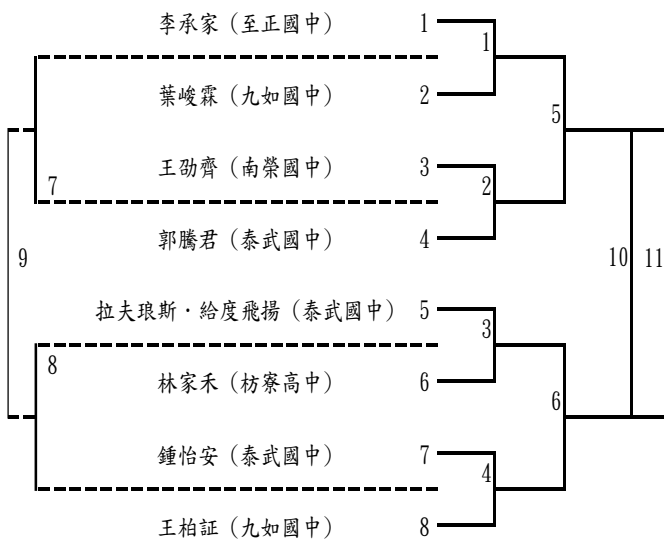 李承家（至正國中） 1
1
葉峻霖（九如國中） 2
5
7
王劭齊（南榮國中） 3
2
郭騰君（泰武國中） 4
9
10
11
拉夫琅斯．給度飛揚（泰武國中） 5
3
8
林家禾（枋寮高中） 6
6
鍾怡安（泰武國中） 7
4
王柏証（九如國中） 8